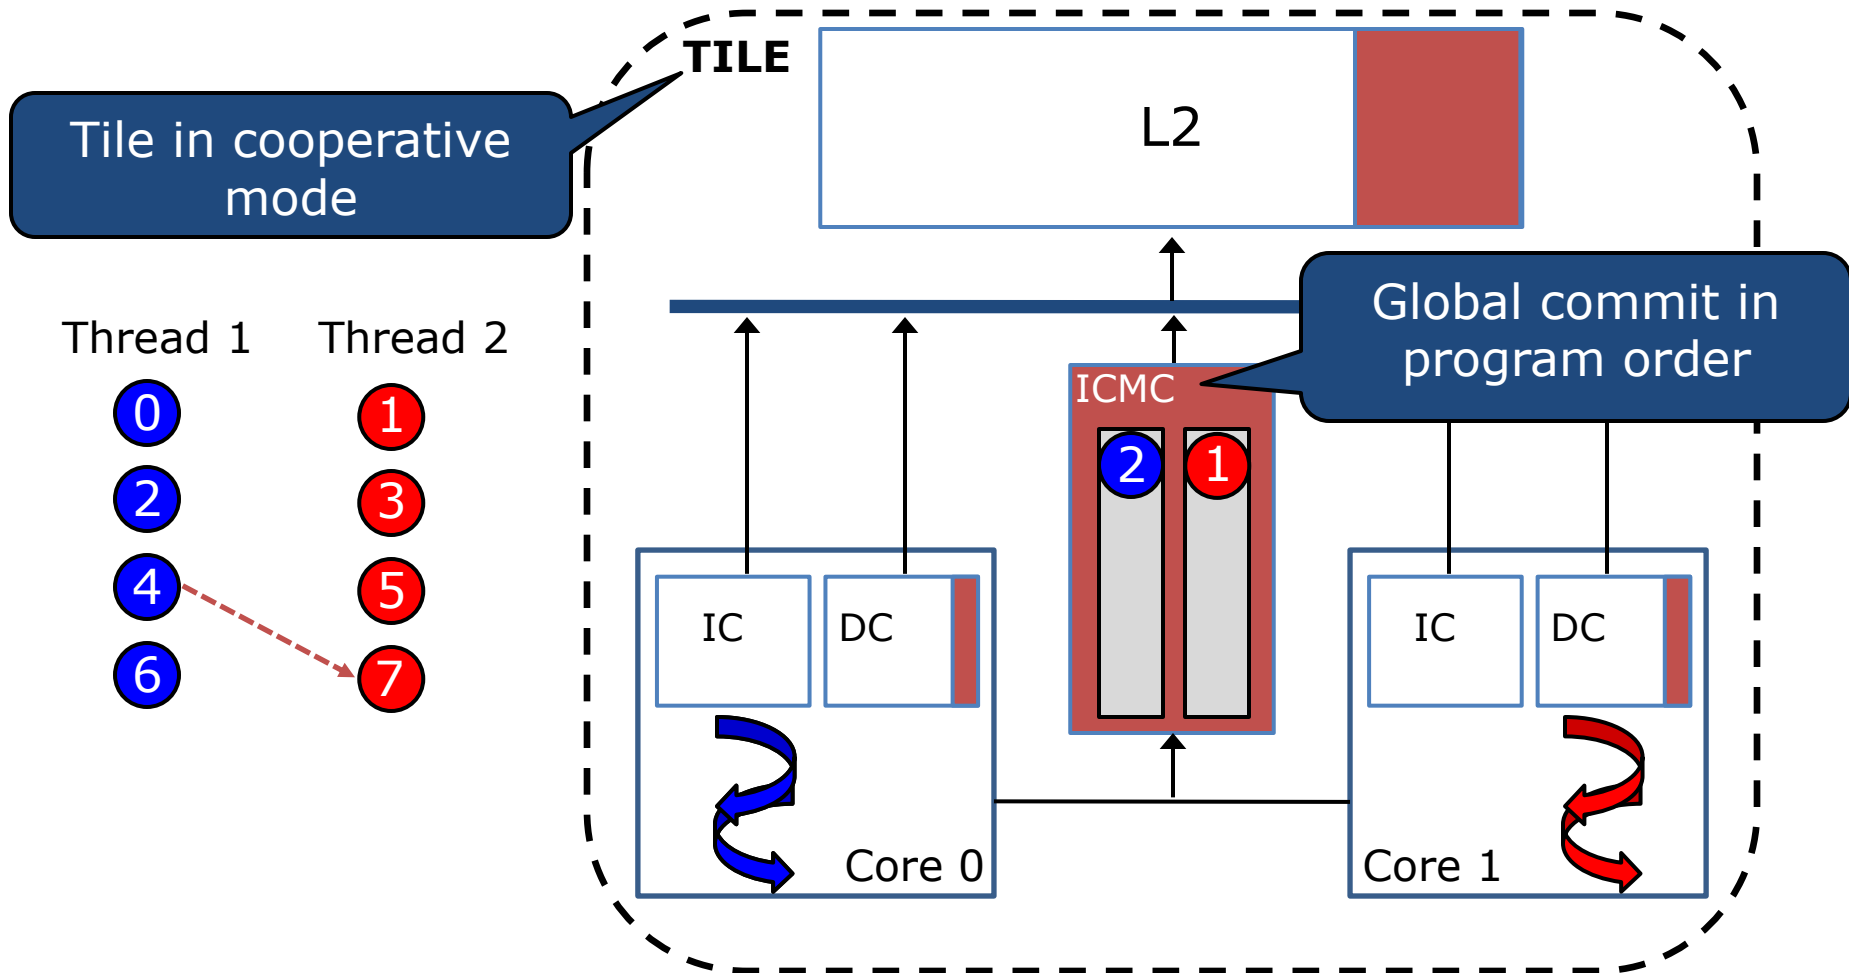 TILE
Tile in cooperative
mode
L2
Global commit in
program order
Thread 1 Thread 2
0 1
2 3
4 5
6 7
ICMC
2 1
IC DC
IC DC
Core 0
Core 1